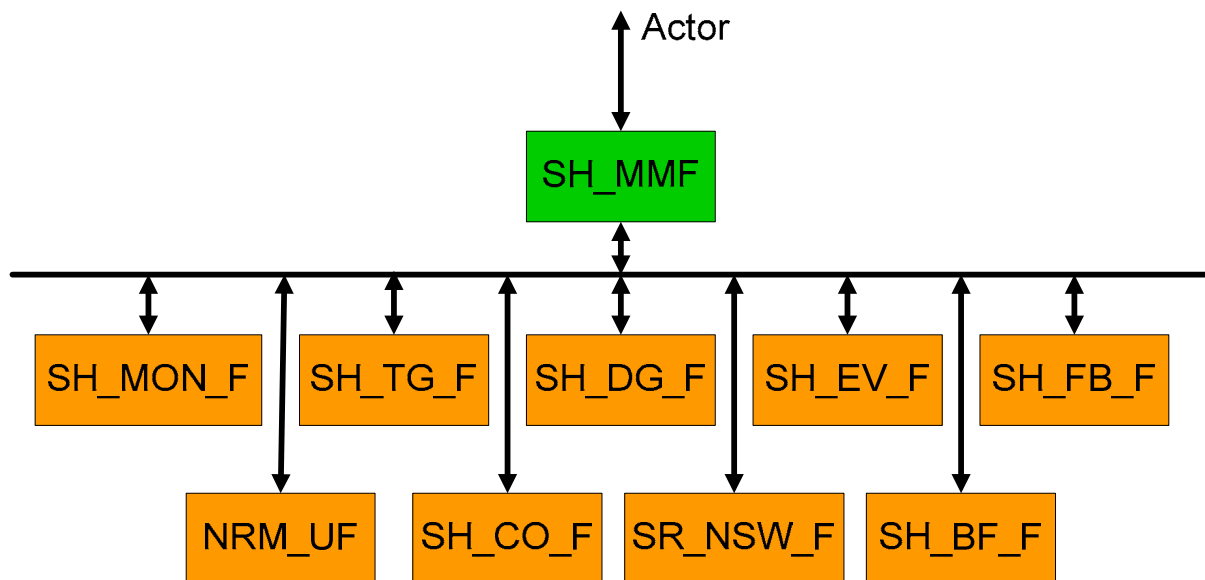 Actor
SH_MMF
SH_MON_F
SH_TG_F
SH_DG_F
SH_EV_F
SH_FB_F
NRM_UF
SH_CO_F
SR_NSW_F
SH_BF_F